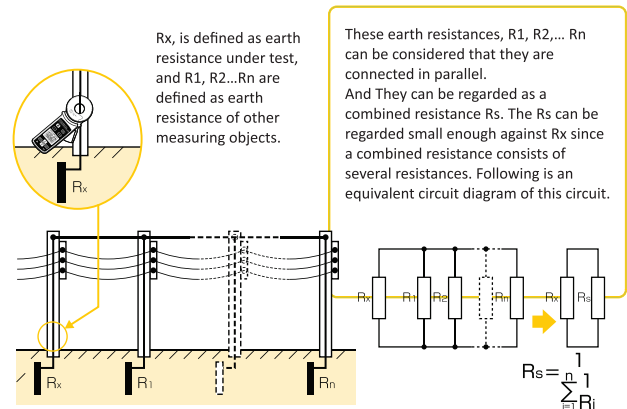 Rx, is defined as earth
resistance under test,
and R1, R2...Rn are
defined as earth
resistance of other
measuring objects.
These earth resistances, R1, R2,... Rn
can be considered that they are
connected in parallel.
And They can be regarded as a
combined resistance Rs. The Rs can be
regarded small enough against Rx since
a combined resistance consists of
several resistances. Following is an
equivalent circuit diagram of this circuit.
Rx
Rx R1 R2 Rn Rx Rs
Rx R1 Rn
Rs= 1
n 1
∑
i=1 Ri